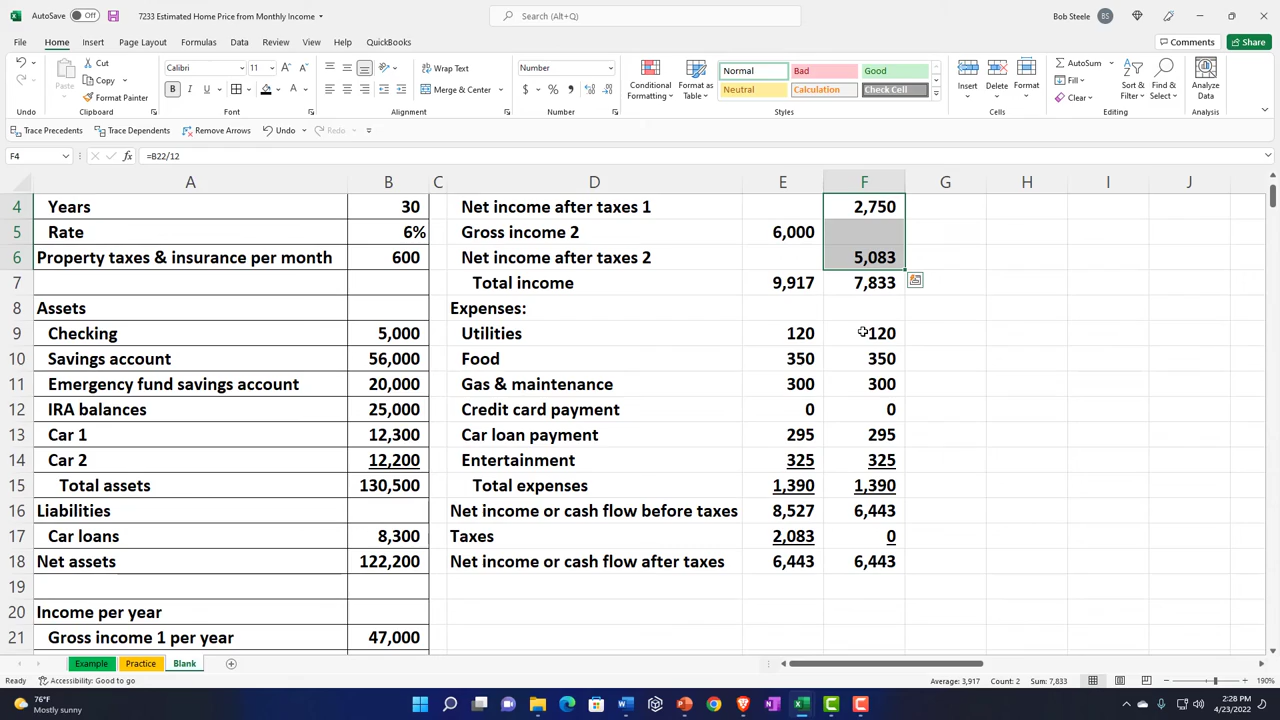 AutoSave Off 7233 Estimated Home Price from Monthly Income Search (Alt+Q) Bob Steele BS
File Home Insert Page Layout Formulas Data Review View Help QuickBooks Comments Share
Undo
Paste Cut Copy Format Painter
Clipboard
Calibri 11
B I U
Font
Wrap Text
Merge & Center
Alignment
Number
$ % 9
Number
Conditional Formatting Format as Table
Normal Bad Good
Neutral Calculation Check Cell
Styles
Insert Delete Format
Cells
AutoSum
Fill
Clear
Sort & Filter Find & Select
Editing
Analyze Data
Analysis
Trace Precedents Trace Dependents Remove Arrows Undo Redo
F4 fx =B22/12
A B C D E F G H I J
4 Years 30 Net income after taxes 1 2,750
5 Rate 6% Gross income 2 6,000
6 Property taxes & insurance per month 600 Net income after taxes 2 5,083
7 Total income 9,917 7,833
8 Assets Expenses:
9 Checking 5,000 Utilities 120 120
10 Savings account 56,000 Food 350 350
11 Emergency fund savings account 20,000 Gas & maintenance 300 300
12 IRA balances 25,000 Credit card payment 0 0
13 Car 1 12,300 Car loan payment 295 295
14 Car 2 12,200 Entertainment 325 325
15 Total assets 130,500 Total expenses 1,390 1,390
16 Liabilities Net income or cash flow before taxes 8,527 6,443
17 Car loans 8,300 Taxes 2,083 0
18 Net assets 122,200 Net income or cash flow after taxes 6,443 6,443
19
20 Income per year
21 Gross income 1 per year 47,000
Example Practice Blank
Ready Accessibility: Good to go Average: 3,917 Count: 2 Sum: 7,833 190%
76°F
Mostly sunny
2:28 PM
4/23/2022